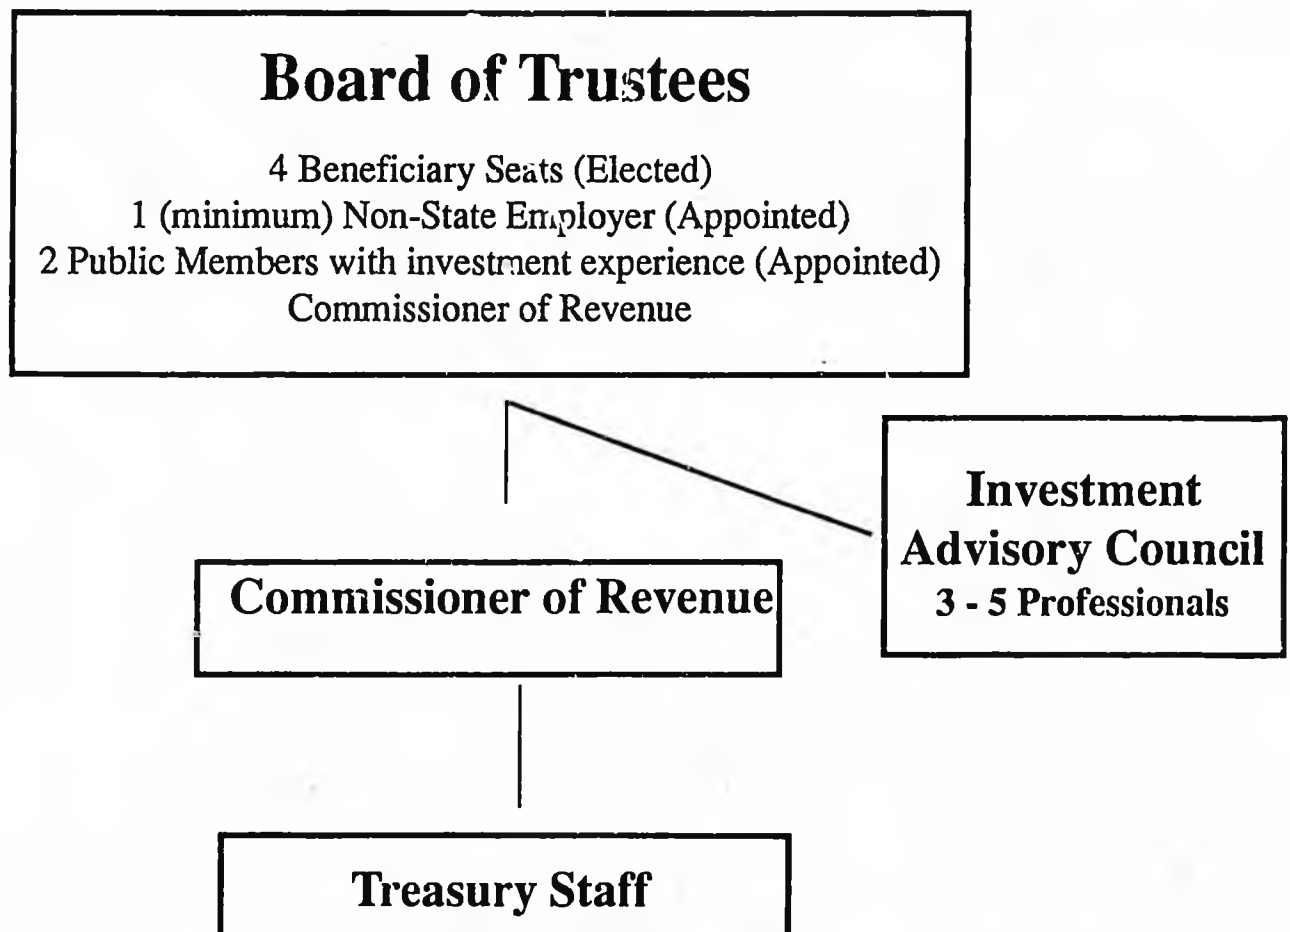 Board of Trustees
4 Beneficiary Seats (Elected)
1 (minimum) Non-State Employer (Appointed)
2 Public Members with investment experience (Appointed)
Commissioner of Revenue
Investment
Advisory Council
3 - 5 Professionals
Commissioner of Revenue
Treasury Staff